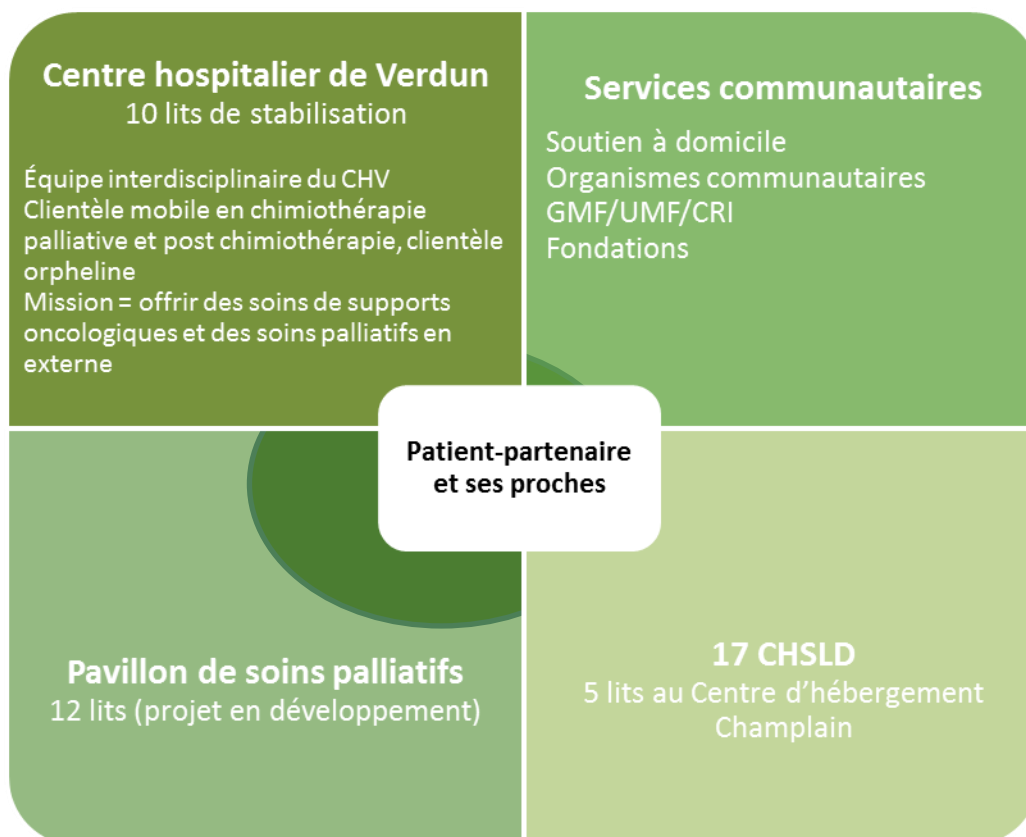 Centre hospitalier de Verdun
10 lits de stabilisation
Équipe interdisciplinaire du CHV
Clientèle mobile en chimiothérapie
palliative et post chimiothérapie, clientèle
orpheline
Mission = offrir des soins de supports
oncologiques et des soins palliatifs en
externe
Services communautaires
Soutien à domicile
Organismes communautaires
GMF/UMF/CRI
Fondations
Patient-partenaire
et ses proches
Pavillon de soins palliatifs
12 lits (projet en développement)
17 CHSLD
5 lits au Centre d’hébergement
Champlain